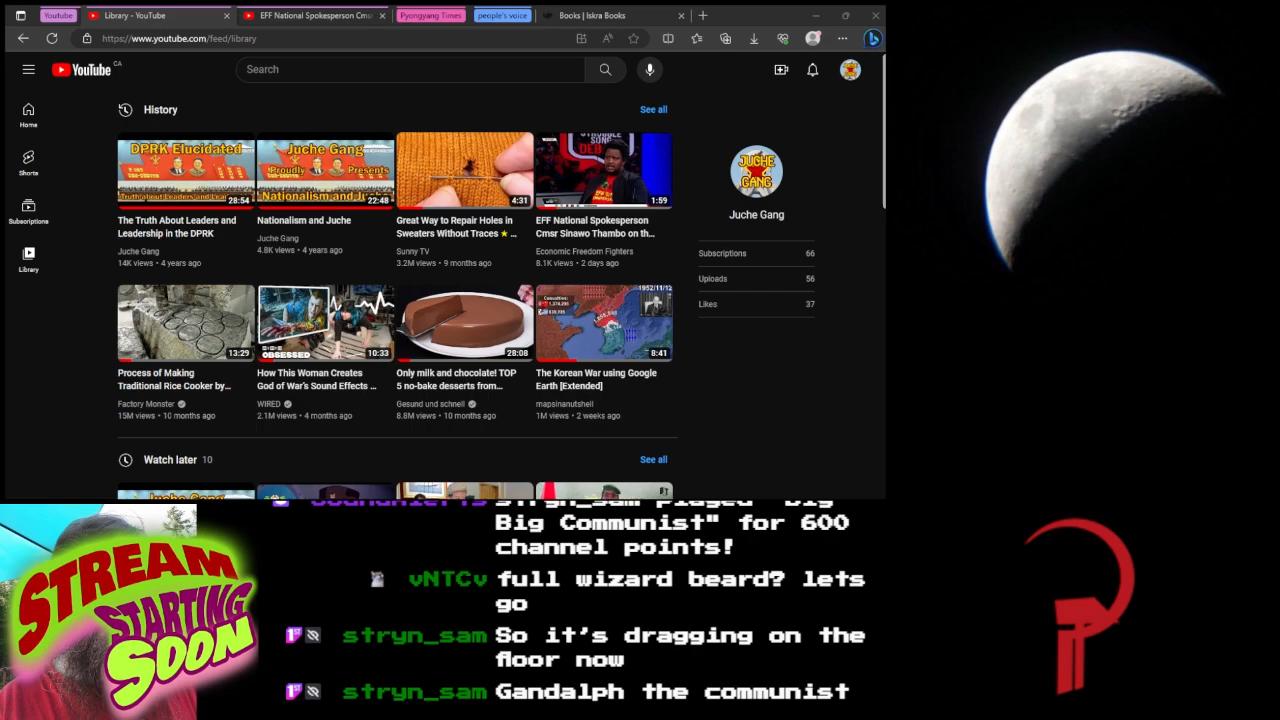 Youtube
Library - YouTube
EFF National Spokesperson Cmsr
Pyongyang Times
people's voice
Books | Iskra Books
https://www.youtube.com/feed/library
YouTube CA
Search
Home
Shorts
Subscriptions
Library
History
See all
DPRK Elucidated
28:54
The Truth About Leaders and
Leadership in the DPRK
Juche Gang
14K views • 4 years ago
Juche Gang
Proudly Presents
Nationalism and Juche
22:48
Nationalism and Juche
Juche Gang
4.8K views • 4 years ago
4:31
Great Way to Repair Holes in
Sweaters Without Traces ★ ...
Sunny TV
3.2M views • 9 months ago
1:59
EFF National Spokesperson
Cmsr Sinawo Thambo on th...
Economic Freedom Fighters
8.1K views • 2 days ago
13:29
Process of Making
Traditional Rice Cooker by...
Factory Monster
15M views • 10 months ago
OBSESSED
10:33
How This Woman Creates
God of War's Sound Effects ...
WIRED
2.1M views • 4 months ago
28:08
Only milk and chocolate! TOP
5 no-bake desserts from...
Gesund und schnell
8.8M views • 10 months ago
1952/11/12
8:41
The Korean War using Google
Earth [Extended]
mapsinanutshell
1M views • 2 weeks ago
JUCHE
GANG
Juche Gang
Subscriptions 66
Uploads 56
Likes 37
Watch later 10
See all
STREAM
STARTING
SOON
stryn_sam played "Big
Big Communist" for 600
channel points!
vNTCv full wizard beard? lets
go
stryn_sam So it's dragging on the
floor now
stryn_sam Gandalph the communist